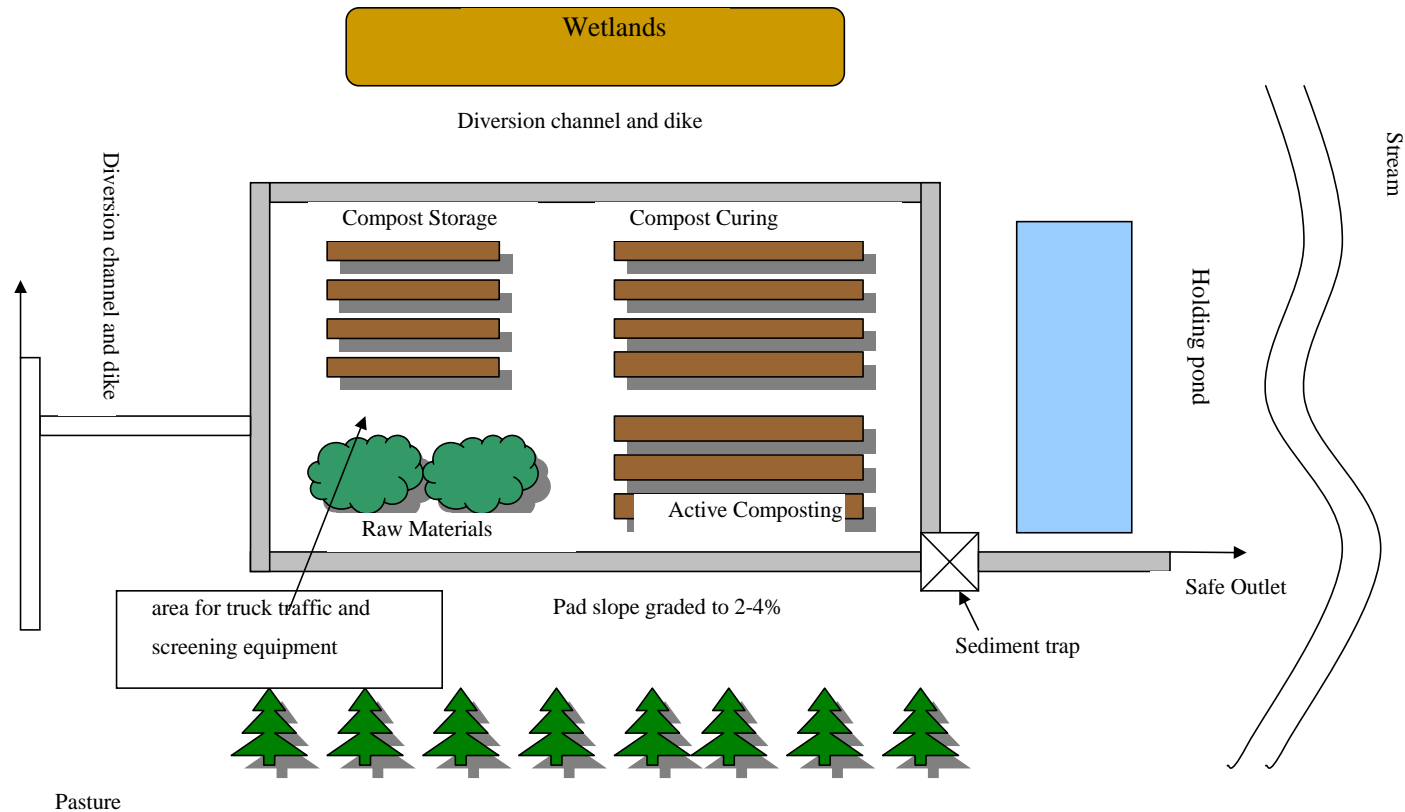 Wetlands
Diversion channel and dike
Diversion channel and dike
Stream
Compost Storage
Compost Curing
Holding pond
Raw Materials
Active Composting
Safe Outlet
area for truck traffic and
screening equipment
Pad slope graded to 2-4%
Sediment trap
Pasture